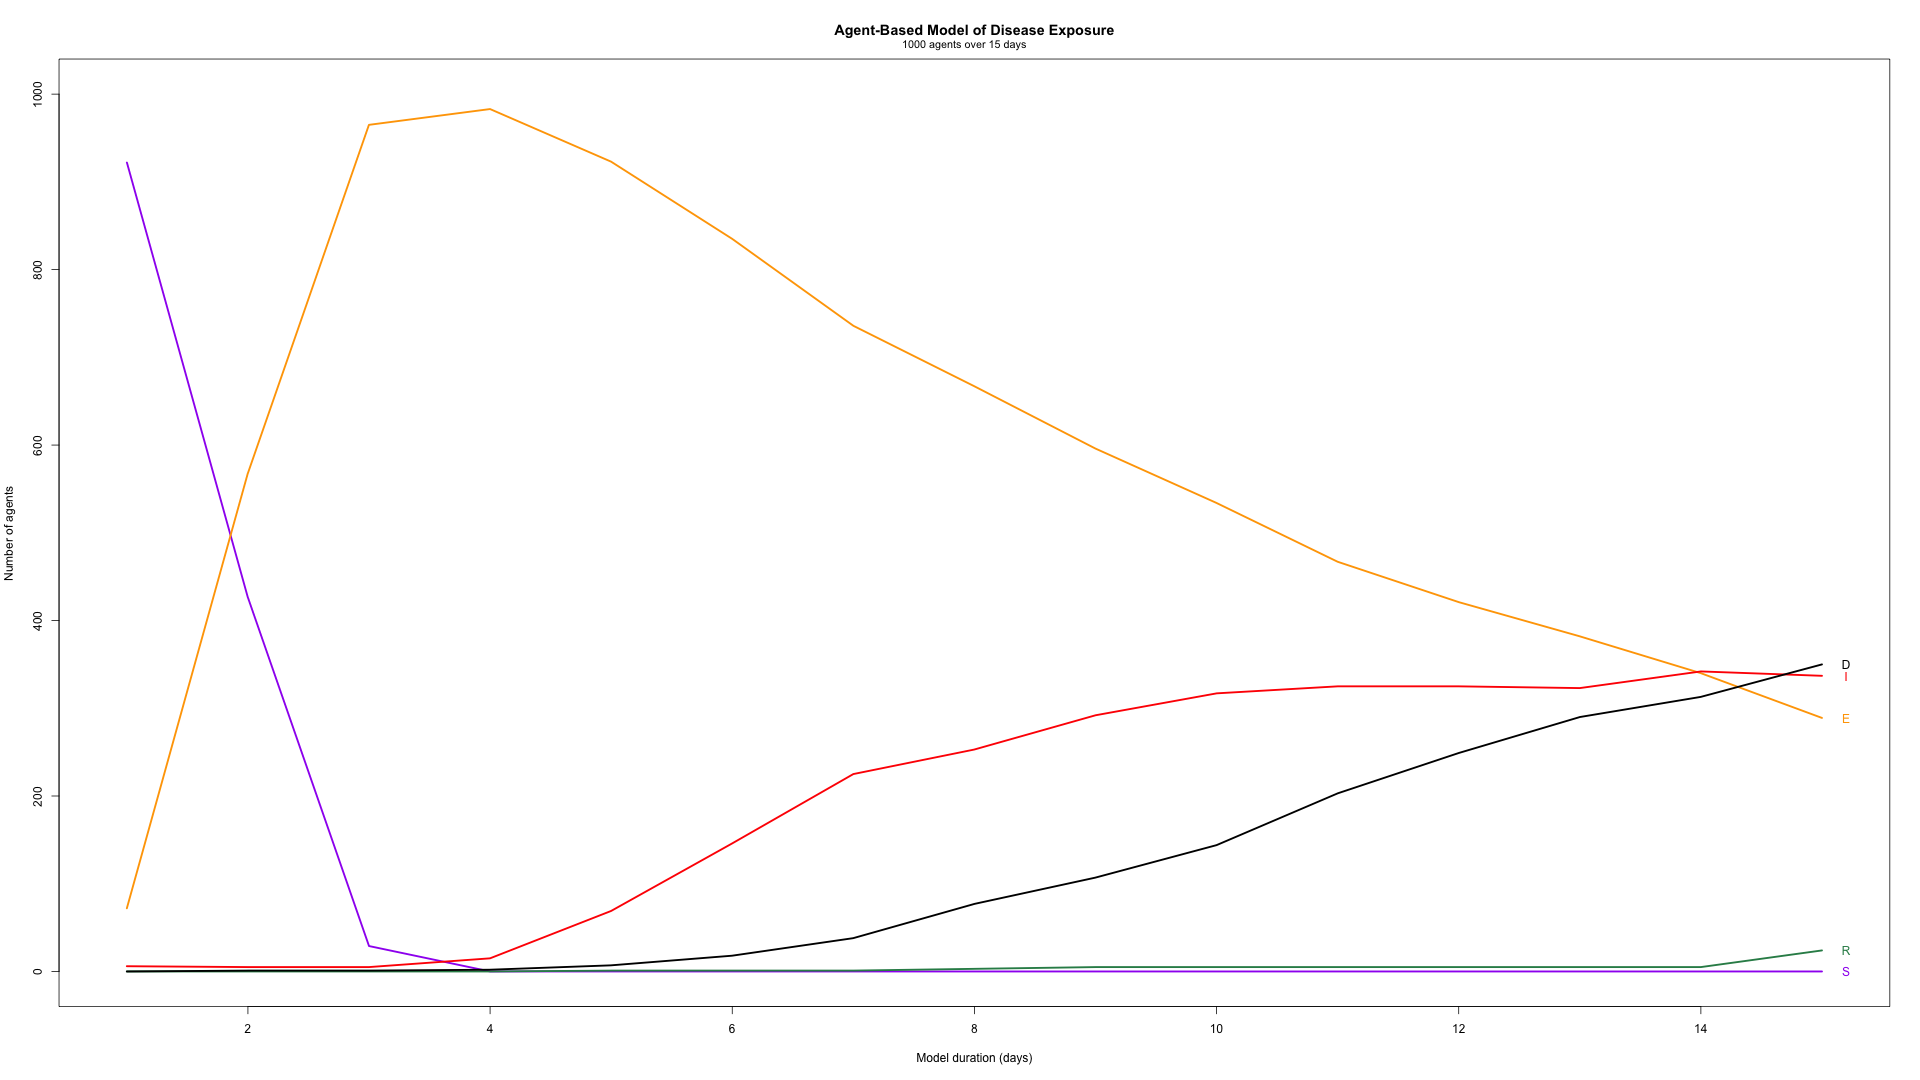 Agent-Based Model of Disease Exposure
1000 agents over 15 days
Number of agents
1000
800
600
400
200
0
D
I
E
R
S
2 4 6 8 10 12 14
Model duration (days)